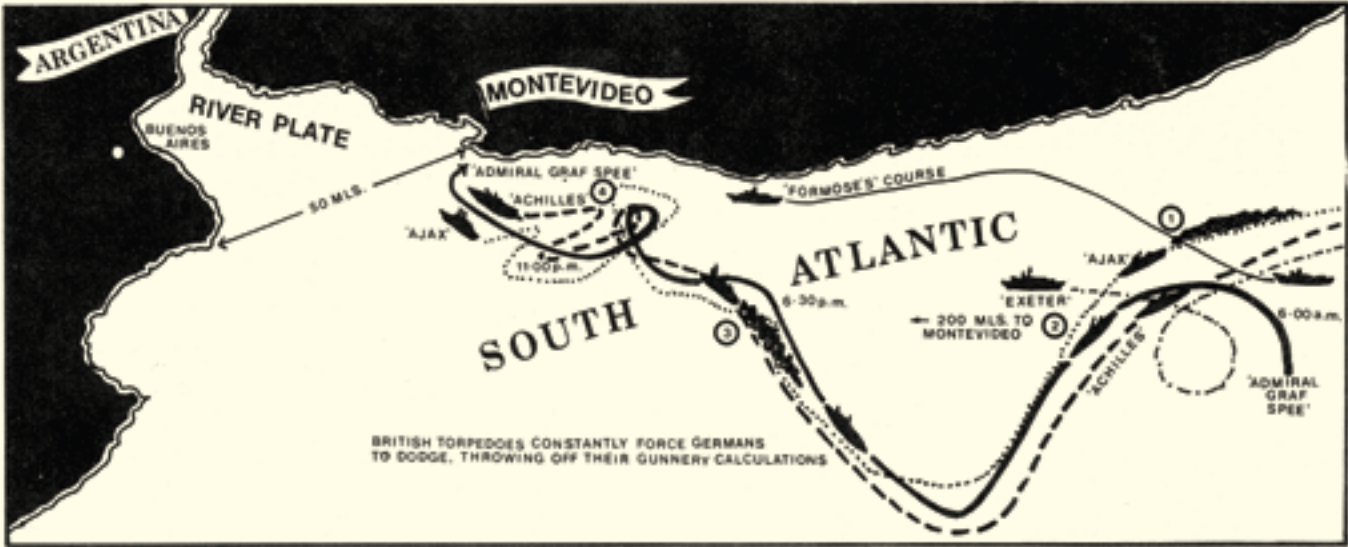 ARGENTINA
RIVER PLATE
BUENOS
AIRES
MONTEVIDEO
50 MLS.
'ADMIRAL GRAF SPEE'
'ACHILLES'
4
'AJAX'
11·00 p.m.
'FORMOSE'S' COURSE
SOUTH
ATLANTIC
6·30 p.m.
3
1
'AJAX'
'EXETER'
← 200 MLS. TO
MONTEVIDEO
2
'ACHILLES'
6·00 a.m.
'ADMIRAL
GRAF
SPEE'
BRITISH TORPEDOES CONSTANTLY FORCE GERMANS
TO DODGE, THROWING OFF THEIR GUNNERY CALCULATIONS